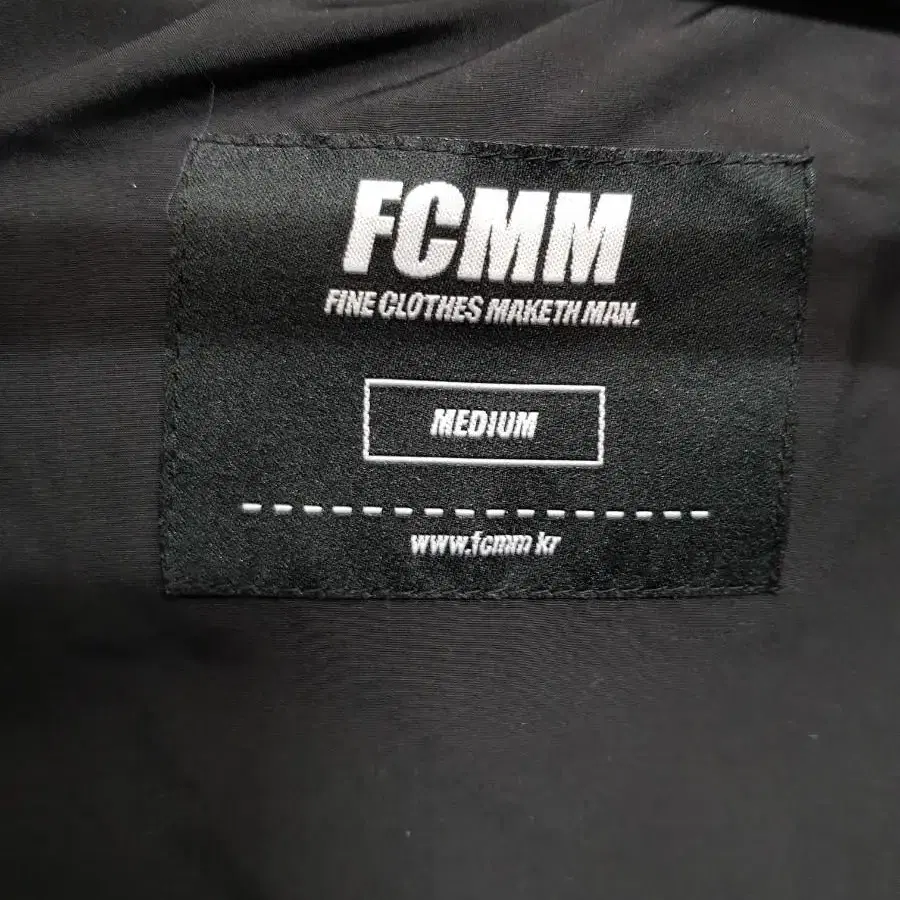 FCMM
FINE CLOTHES MAKETH MAN.
MEDIUM
www.fcmm.kr